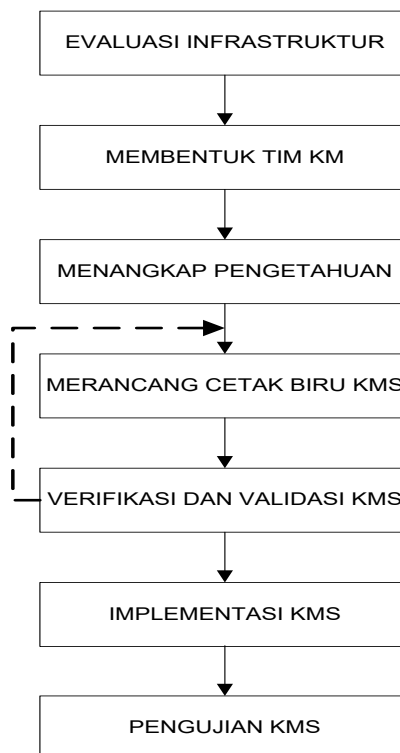 EVALUASI INFRASTRUKTUR
MEMBENTUK TIM KM
MENANGKAP PENGETAHUAN
MERANCANG CETAK BIRU KMS
VERIFIKASI DAN VALIDASI KMS
IMPLEMENTASI KMS
PENGUJIAN KMS